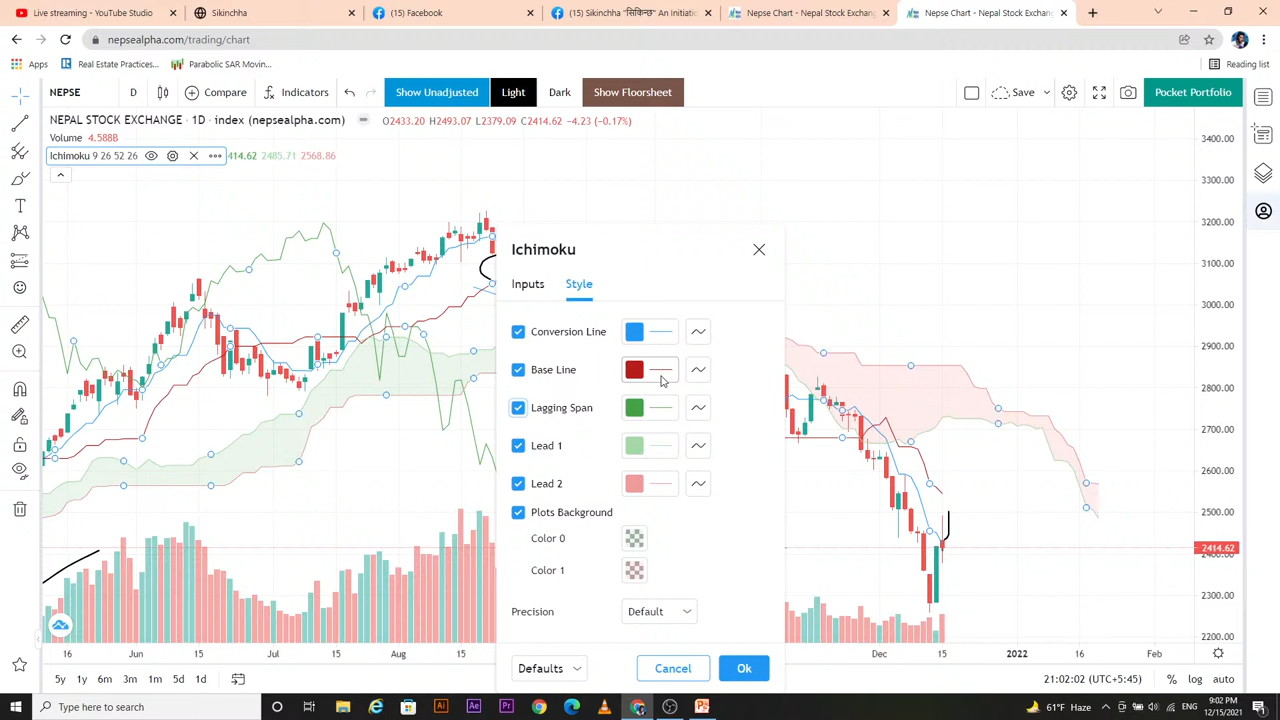 Live streaming - YouTube
Sikinchha
(15) Facebook
(15) Sikinchha "सिकिन्छ" An Initiati
Nepse Chart - Nepal Stock Exchan
Nepse Chart - Nepal Stock Exchan
nepsealpha.com/trading/chart
Apps
Real Estate Practices...
Parabolic SAR Movin...
Reading list
NEPSE
D
Compare
Indicators
Show Unadjusted
Light
Dark
Show Floorsheet
Save
Pocket Portfolio
NEPAL STOCK EXCHANGE · 1D · index (nepsealpha.com)
O2433.20 H2493.07 L2379.09 C2414.62 -4.23 (-0.17%)
Volume 4.588B
Ichimoku 9 26 52 26
414.62 2485.71 2568.86
3400.00
3300.00
3200.00
3100.00
3000.00
2900.00
2800.00
2700.00
2600.00
2500.00
2414.62
2400.00
2300.00
2200.00
Ichimoku
Inputs
Style
Conversion Line
Base Line
Lagging Span
Lead 1
Lead 2
Plots Background
Color 0
Color 1
Precision
Default
Defaults
Cancel
Ok
16 Jun 15 Jul 15 Aug 15 Dec 15 2022 16 Feb
5y 1y 6m 3m 1m 5d 1d
21:02:02 (UTC+5:45)
% log auto
Type here to search
61°F Haze
ENG
9:02 PM
12/15/2021